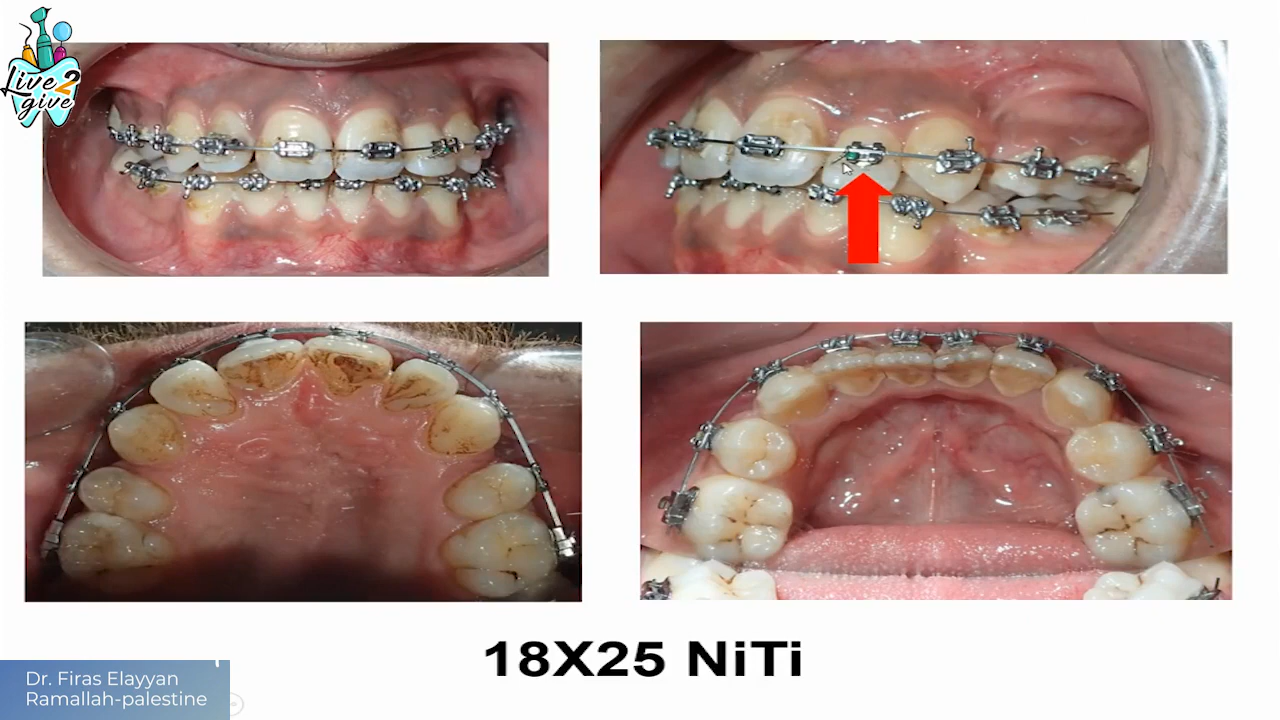 Live 2
give
18X25 NiTi
Dr. Firas Elayyan
Ramallah-palestine